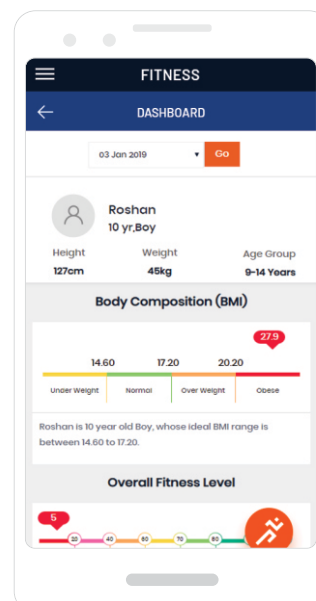 FITNESS
DASHBOARD
03 Jan 2019 Go
Roshan
10 yr,Boy
Height Weight Age Group
127cm 45kg 9-14 Years
Body Composition (BMI)
27.9
14.60 17.20 20.20
Under Weight Normal Over Weight Obese
Roshan is 10 year old Boy, whose ideal BMI range is
between 14.60 to 17.20.
Overall Fitness Level
5
20 40 60 70 80